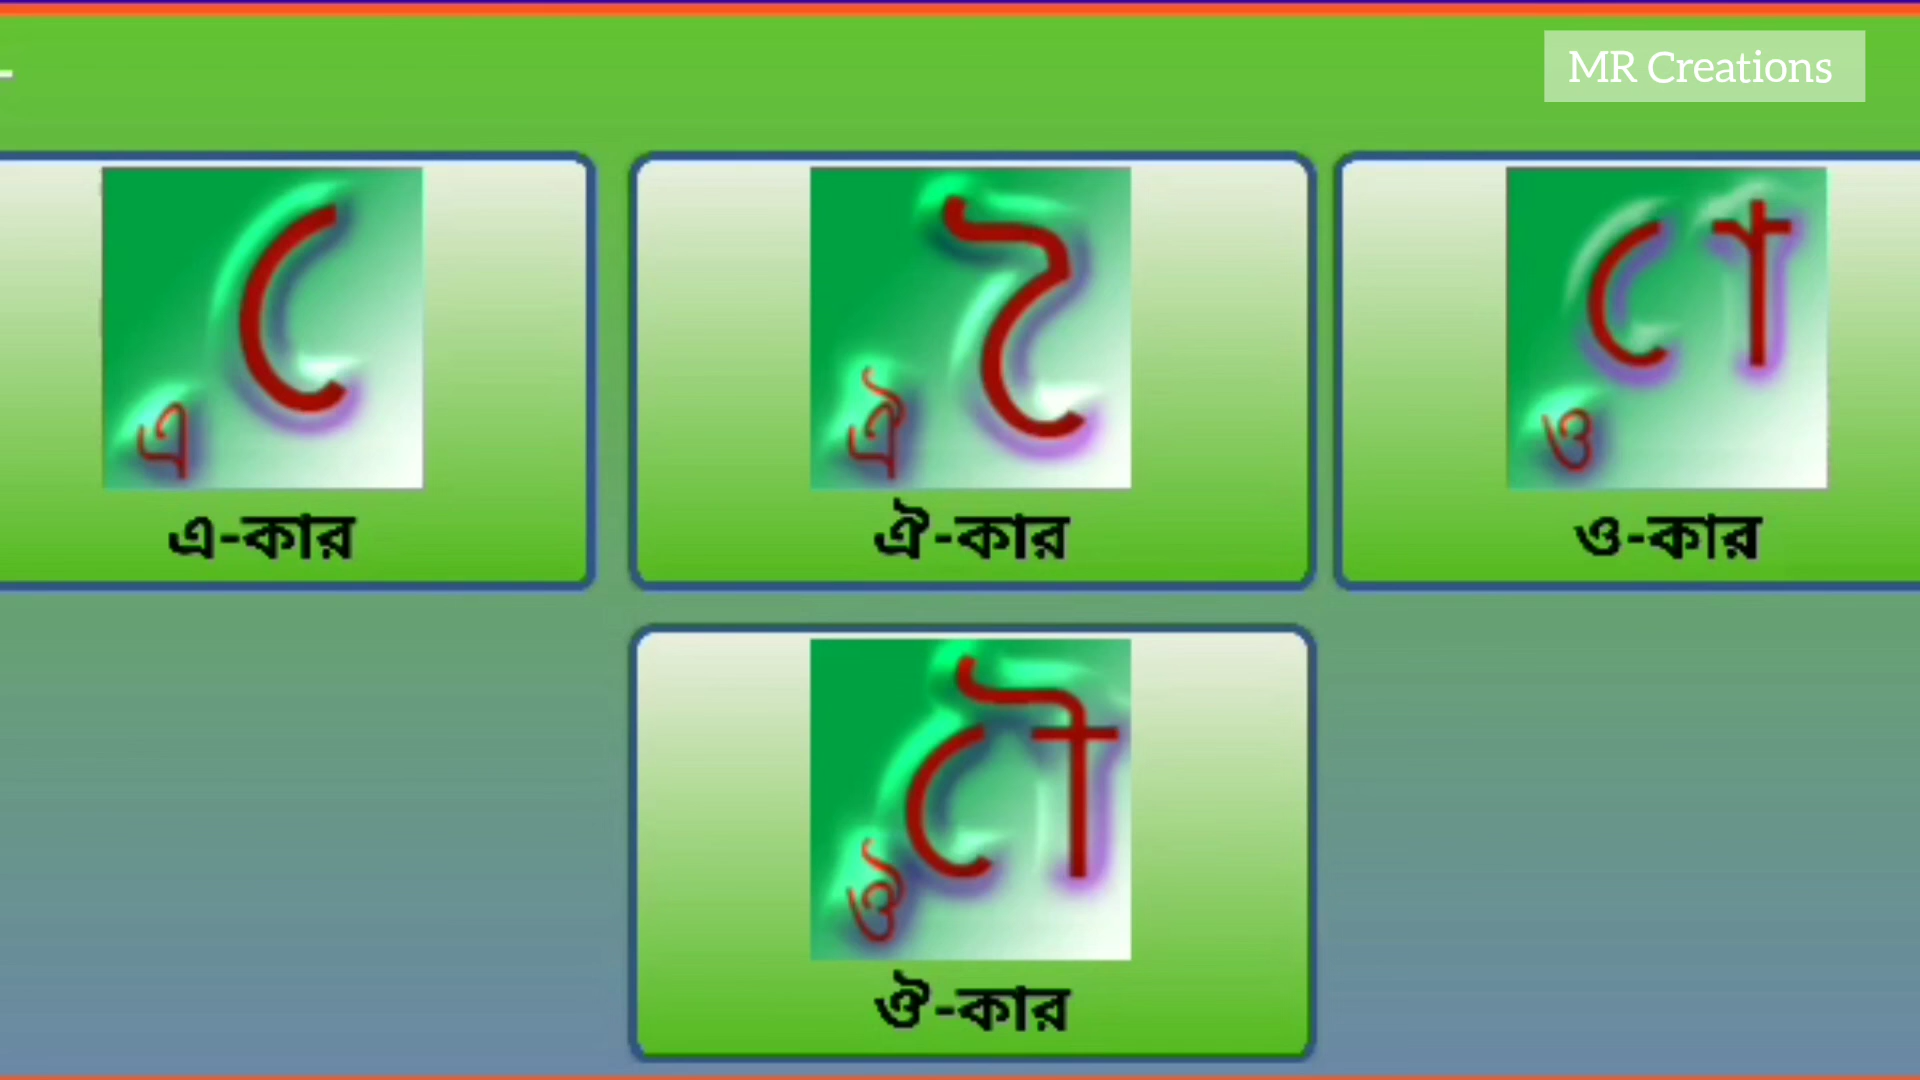 MR Creations
ে
এ
এ-কার
ৈ
ঐ
ঐ-কার
ো
ও
ও-কার
ৌ
ঔ
ঔ-কার